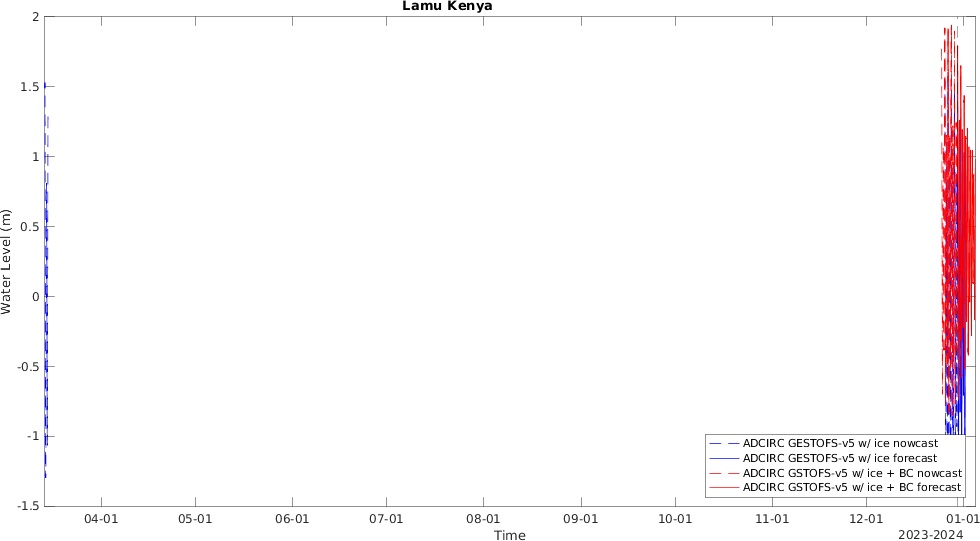 Lamu Kenya
Water Level (m)
2
1.5
1
0.5
0
-0.5
-1
-1.5
ADCIRC GESTOFS-v5 w/ ice nowcast
ADCIRC GESTOFS-v5 w/ ice forecast
ADCIRC GSTOFS-v5 w/ ice + BC nowcast
ADCIRC GSTOFS-v5 w/ ice + BC forecast
04-01 05-01 06-01 07-01 08-01 09-01 10-01 11-01 12-01 01-01
Time
2023-2024